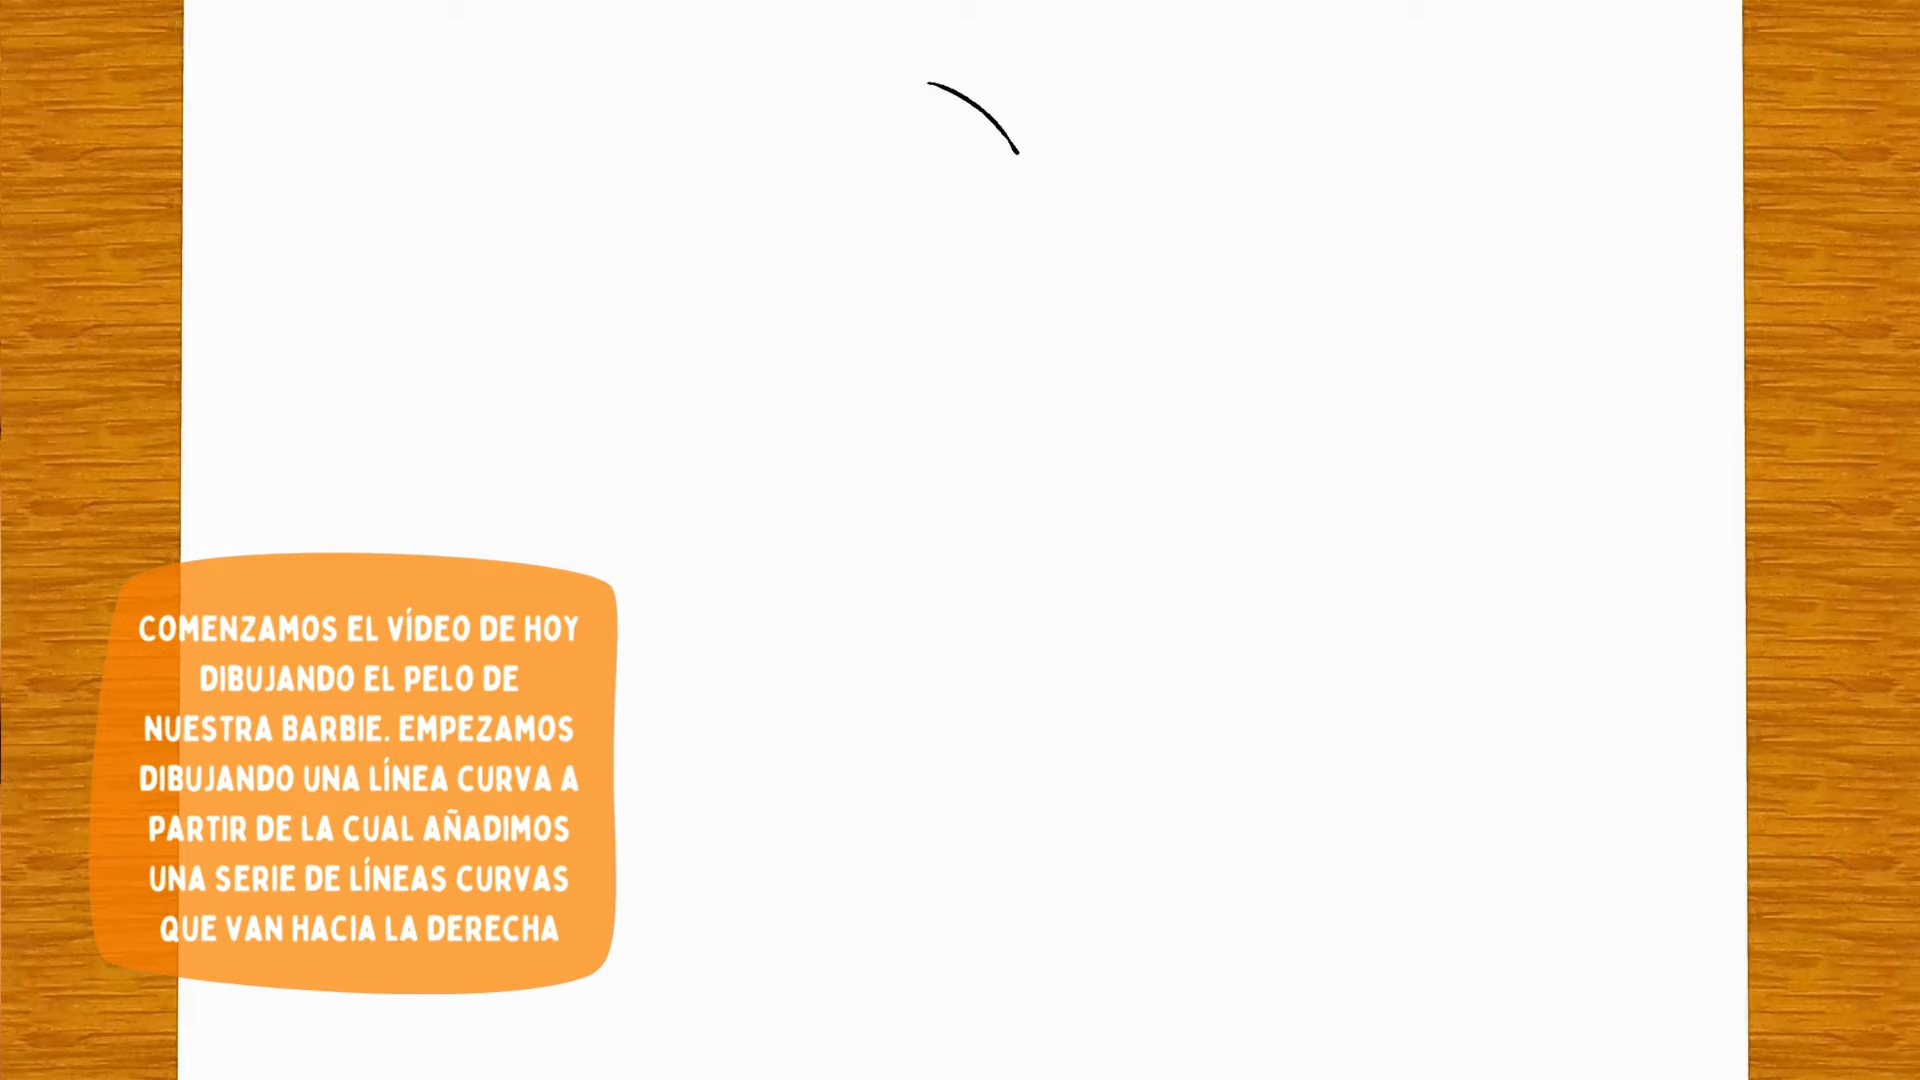 COMENZAMOS EL VÍDEO DE HOY
DIBUJANDO EL PELO DE
NUESTRA BARBIE. EMPEZAMOS
DIBUJANDO UNA LÍNEA CURVA A
PARTIR DE LA CUAL AÑADIMOS
UNA SERIE DE LÍNEAS CURVAS
QUE VAN HACIA LA DERECHA